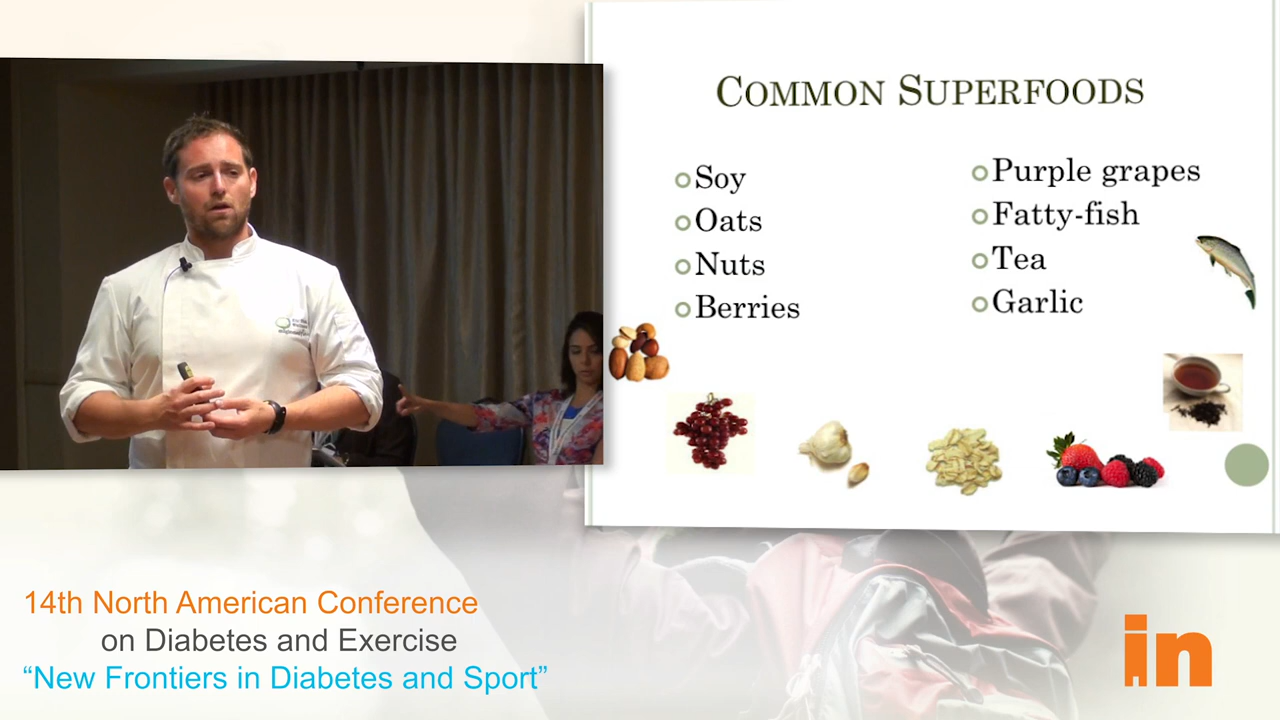 COMMON SUPERFOODS
Soy
Oats
Nuts
Berries
Purple grapes
Fatty-fish
Tea
Garlic
14th North American Conference
on Diabetes and Exercise
“New Frontiers in Diabetes and Sport”
in